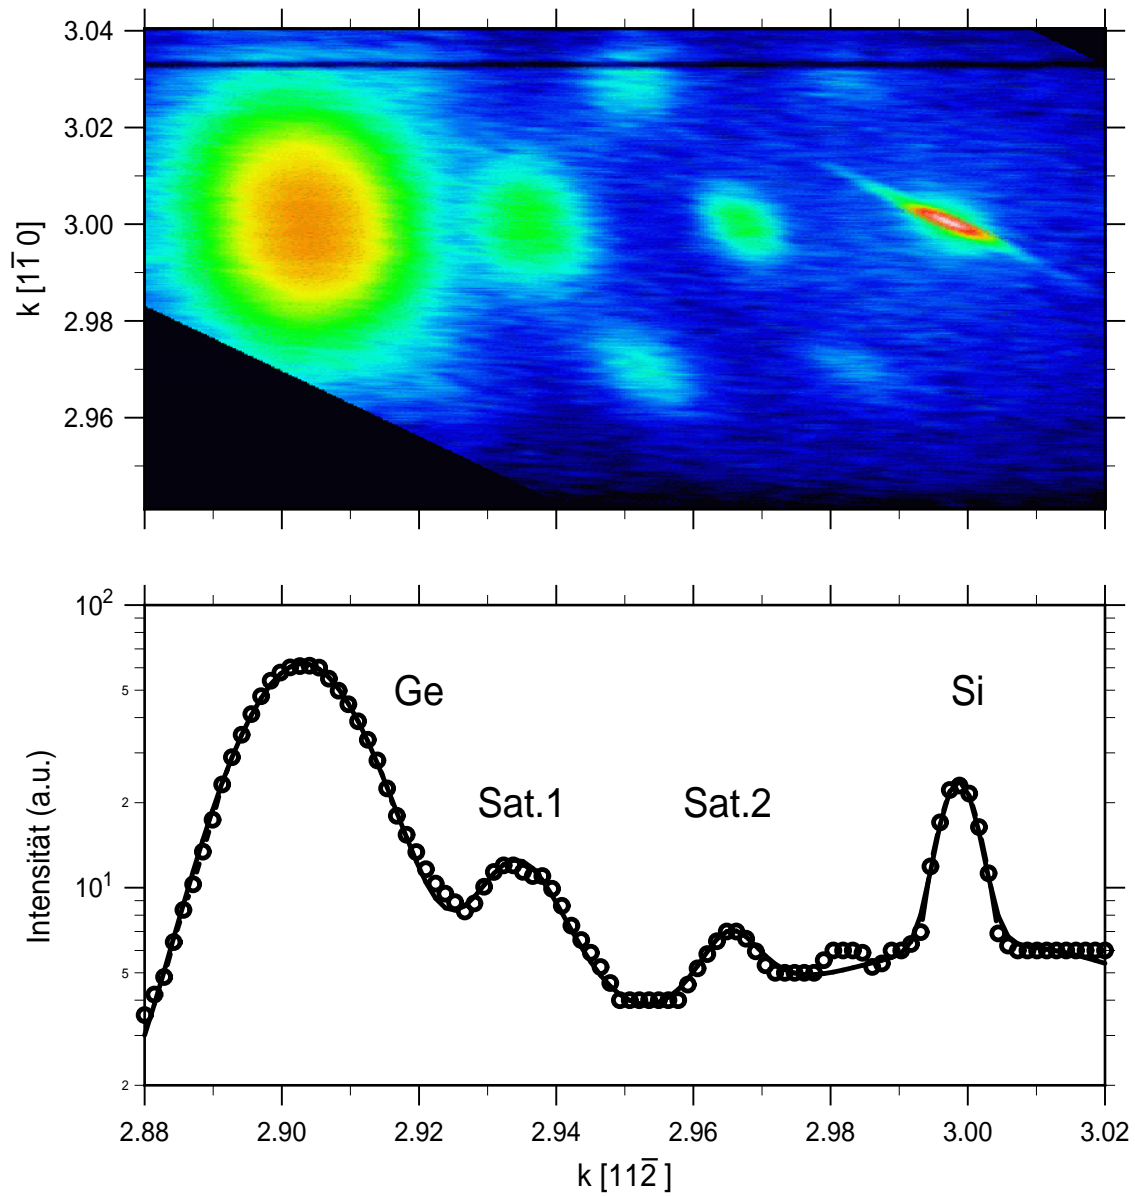 3.04
3.02
3.00
2.98
2.96
k [11̅ 0]
10²
5
2
10¹
5
2
Intensität (a.u.)
Ge
Si
Sat.1
Sat.2
2.88 2.90 2.92 2.94 2.96 2.98 3.00 3.02
k [112̅ ]